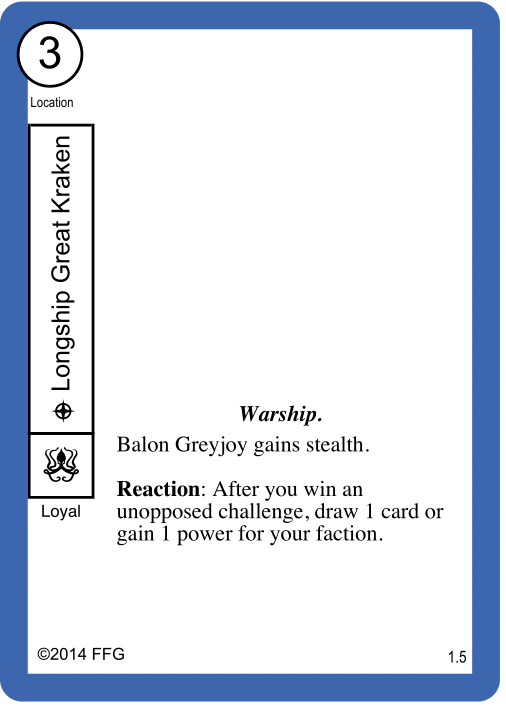 3
Location
Longship Great Kraken
Loyal
Warship.
Balon Greyjoy gains stealth.
Reaction: After you win an
unopposed challenge, draw 1 card or
gain 1 power for your faction.
©2014 FFG
1.5